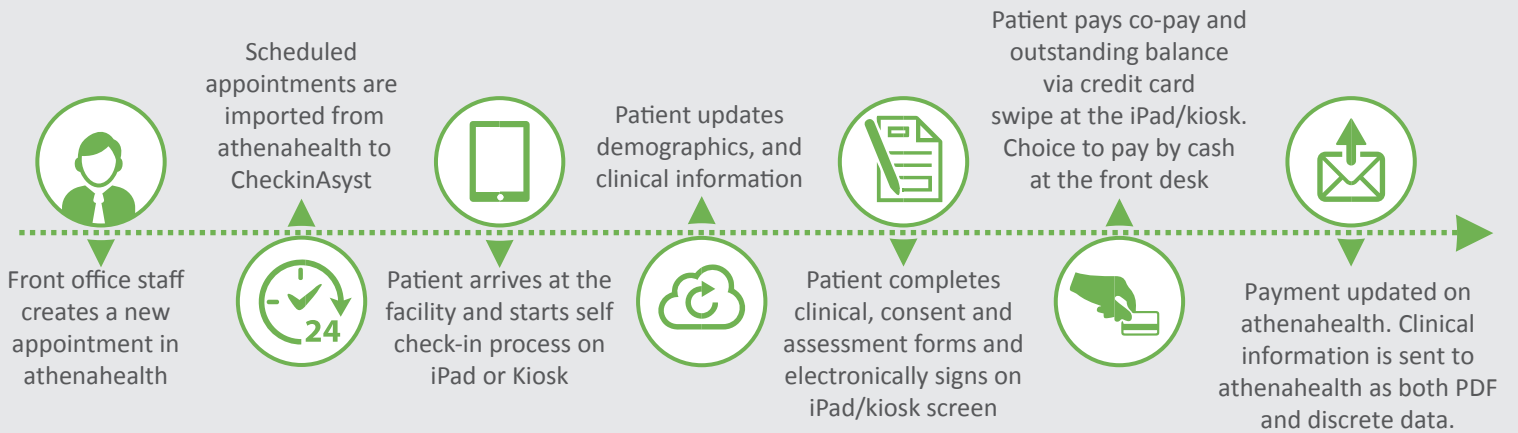 Front office staff
creates a new
appointment in
athenahealth
Scheduled
appointments are
imported from
athenahealth to
CheckinAsyst
24
Patient arrives at the
facility and starts self
check-in process on
iPad or Kiosk
Patient updates
demographics, and
clinical information
Patient completes
clinical, consent and
assessment forms and
electronically signs on
iPad/kiosk screen
Patient pays co-pay and
outstanding balance
via credit card
swipe at the iPad/kiosk.
Choice to pay by cash
at the front desk
Payment updated on
athenahealth. Clinical
information is sent to
athenahealth as both PDF
and discrete data.